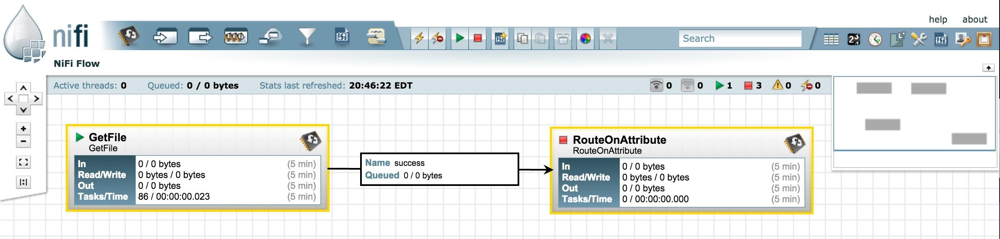 help about
nifi
Search
NiFi Flow
Active threads: 0 Queued: 0 / 0 bytes Stats last refreshed: 20:46:22 EDT 0 0 1 3 0 0
GetFile
GetFile
In 0 / 0 bytes (5 min)
Read/Write 0 bytes / 0 bytes (5 min)
Out 0 / 0 bytes (5 min)
Tasks/Time 86 / 00:00:00.023 (5 min)
Name success
Queued 0 / 0 bytes
RouteOnAttribute
RouteOnAttribute
In 0 / 0 bytes (5 min)
Read/Write 0 bytes / 0 bytes (5 min)
Out 0 / 0 bytes (5 min)
Tasks/Time 0 / 00:00:00.000 (5 min)